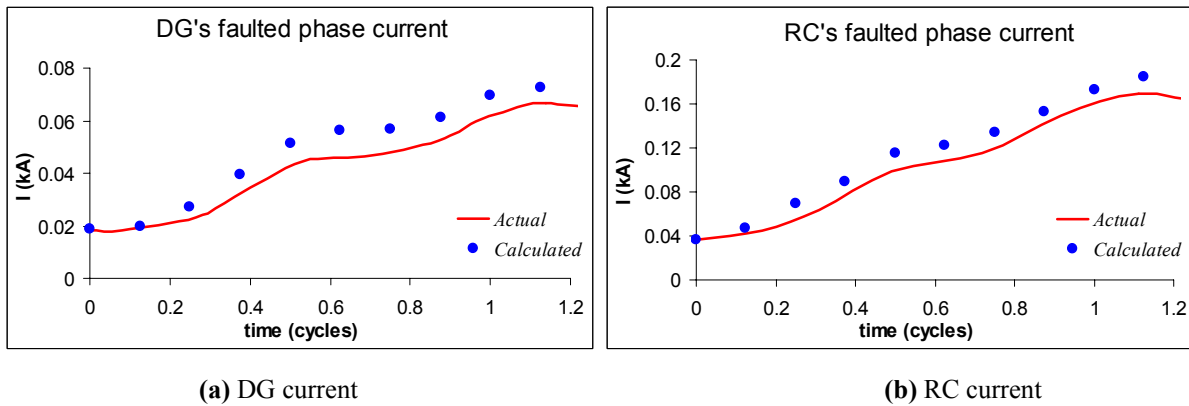 DG's faulted phase current
0.08
0.06
0.04
0.02
0
I (kA)
0 0.2 0.4 0.6 0.8 1 1.2
time (cycles)
Actual
Calculated
(a) DG current
RC's faulted phase current
0.2
0.16
0.12
0.08
0.04
0
I (kA)
0 0.2 0.4 0.6 0.8 1 1.2
time (cycles)
Actual
Calculated
(b) RC current